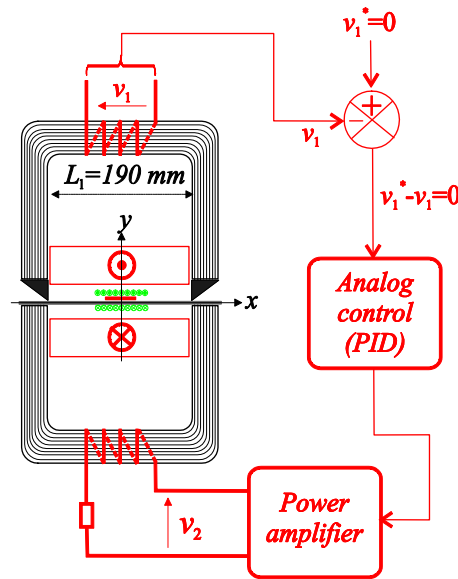 v₁*=0
v₁
v₁
L₁=190 mm
v₁*-v₁=0
y
x
Analog
control
(PID)
Power
amplifier
v₂